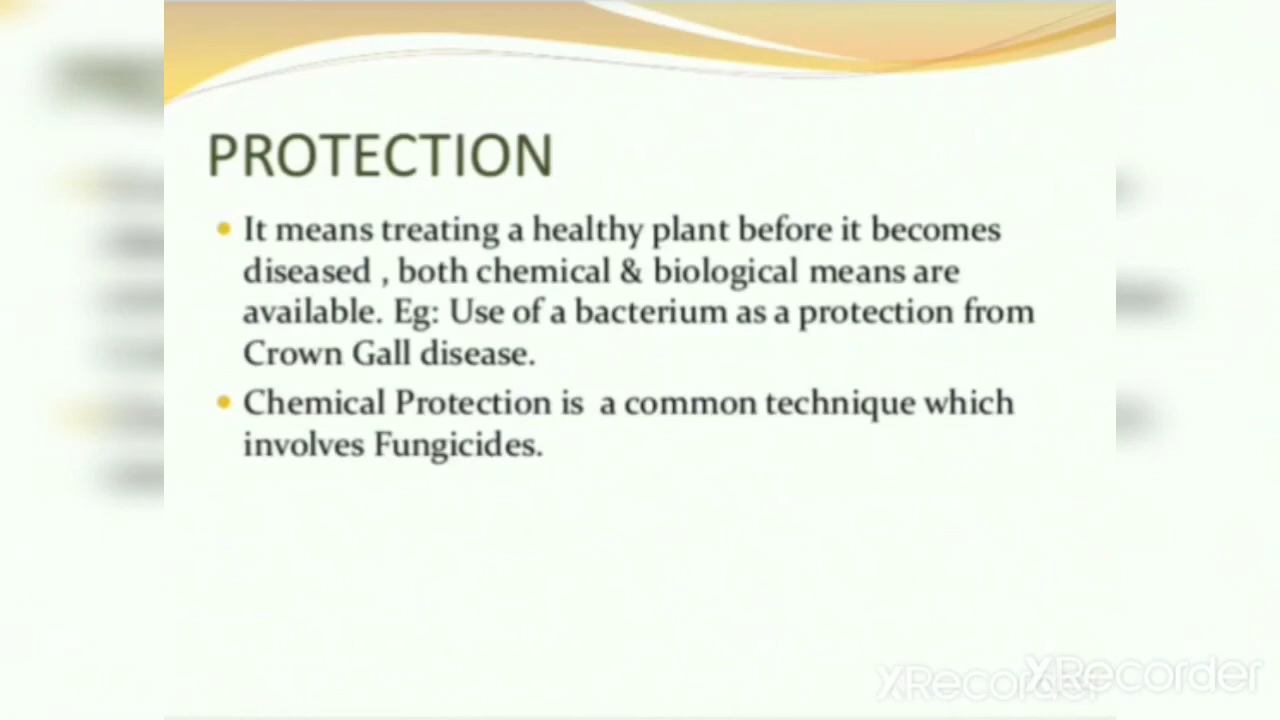 PROTECTION
• It means treating a healthy plant before it becomes
diseased , both chemical & biological means are
available. Eg: Use of a bacterium as a protection from
Crown Gall disease.
• Chemical Protection is a common technique which
involves Fungicides.
XRecorder
XRecorder